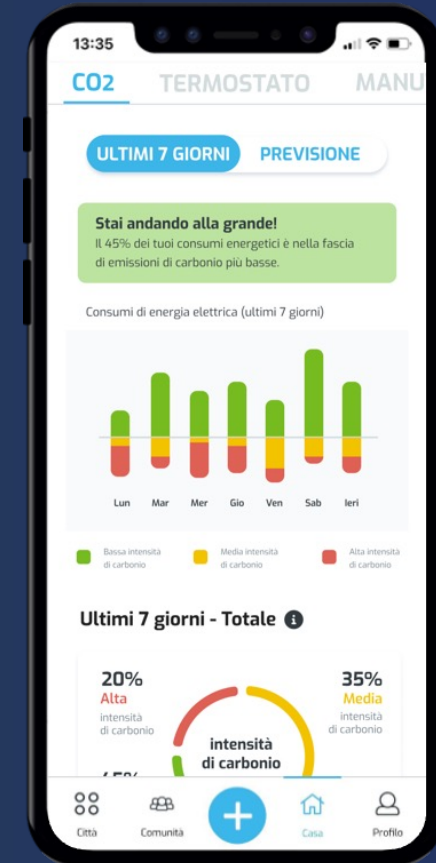 13:35
CO2 TERMOSTATO MANU
ULTIMI 7 GIORNI PREVISIONE
Stai andando alla grande!
Il 45% dei tuoi consumi energetici è nella fascia
di emissioni di carbonio più basse.
Consumi di energia elettrica (ultimi 7 giorni)
Lun Mar Mer Gio Ven Sab Ieri
Bassa intensità Media intensità Alta intensità
di carbonio di carbonio di carbonio
Ultimi 7 giorni - Totale
20% 35%
Alta Media
intensità intensità
di carbonio di carbonio
intensità
di carbonio
Città Comunità Casa Profilo